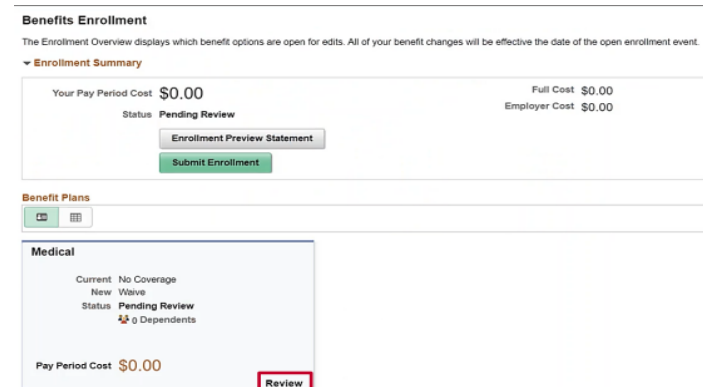 Benefits Enrollment
The Enrollment Overview displays which benefit options are open for edits. All of your benefit changes will be effective the date of the open enrollment event.
Enrollment Summary
Your Pay Period Cost $0.00
Full Cost $0.00
Status Pending Review
Employer Cost $0.00
Enrollment Preview Statement
Submit Enrollment
Benefit Plans
Medical
Current No Coverage
New Waive
Status Pending Review
0 Dependents
Pay Period Cost $0.00
Review